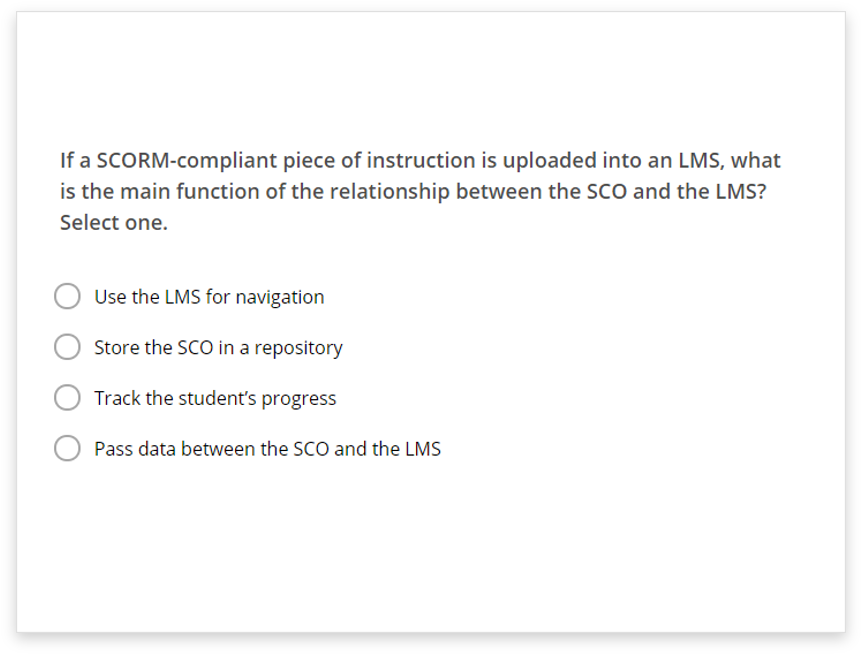 If a SCORM-compliant piece of instruction is uploaded into an LMS, what
is the main function of the relationship between the SCO and the LMS?
Select one.
Use the LMS for navigation
Store the SCO in a repository
Track the student’s progress
Pass data between the SCO and the LMS